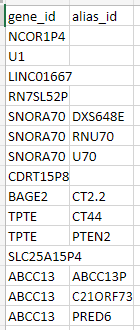 gene_id alias_id
NCOR1P4
U1
LINC01667
RN7SL52P
SNORA70 DXS648E
SNORA70 RNU70
SNORA70 U70
CDRT15P8
BAGE2 CT2.2
TPTE CT44
TPTE PTEN2
SLC25A15P4
ABCC13 ABCC13P
ABCC13 C21ORF73
ABCC13 PRED6